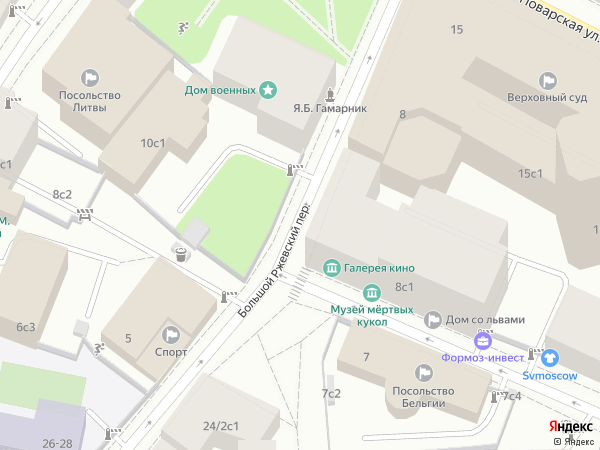 Поварская ул.
15
Посольство
Литвы
Дом военных
Верховный суд
Я.Б. Гамарник
8
10с1
с1
15с1
8с2
М.
Большой Ржевский пер.
Галерея кино
8с1
Музей мёртвых
кукол
Дом со львами
6с3
5
Спорт
7
Формоз-инвест
Посольство
Бельгии
Svmoscow
7с2
7с4
24/2с1
26-28
Яндекс
© Яндекс